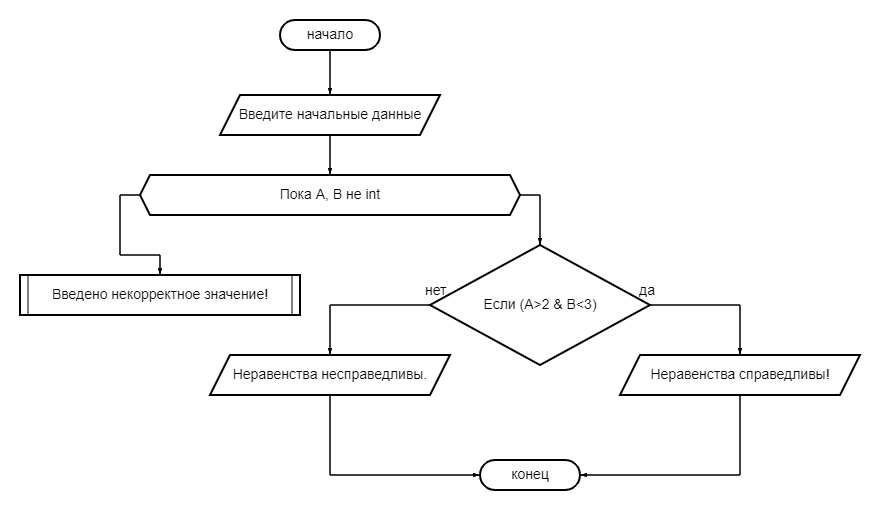 начало
Введите начальные данные
Пока A, B не int
Введено некорректное значение!
нет
Если (A>2 & B<3)
да
Неравенства несправедливы.
Неравенства справедливы!
конец